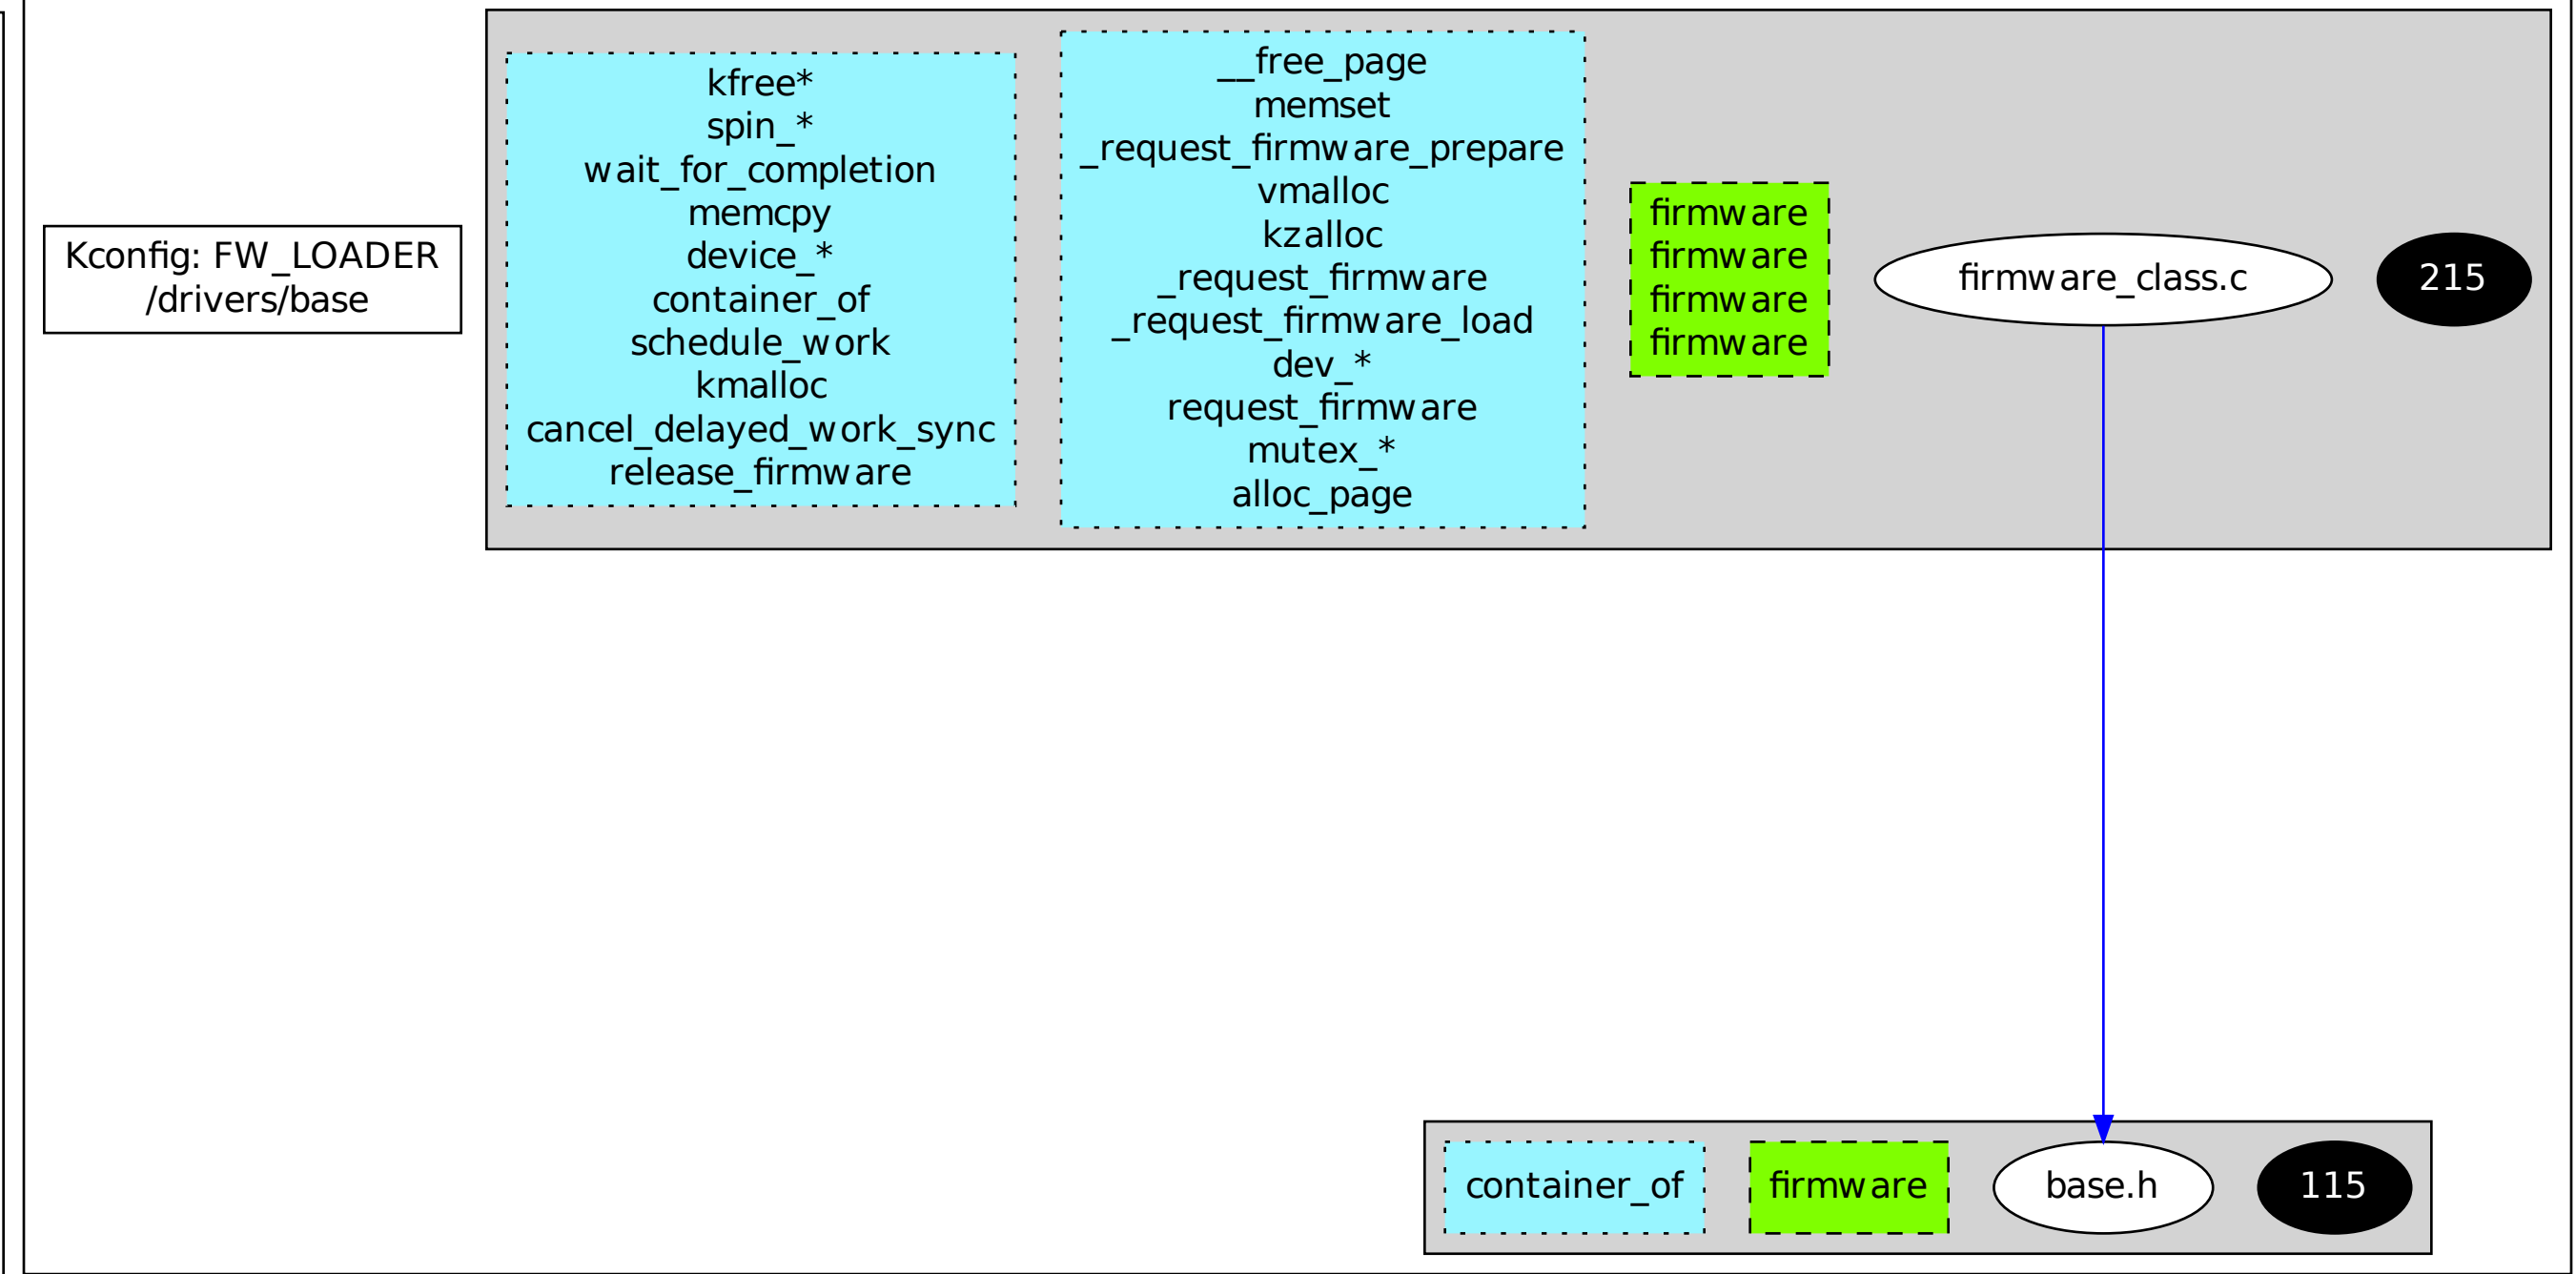 Kconfig: FW_LOADER
/drivers/base
kfree*
spin_*
wait_for_completion
memcpy
device_*
container_of
schedule_work
kmalloc
cancel_delayed_work_sync
release_firmware
__free_page
memset
_request_firmware_prepare
vmalloc
kzalloc
_request_firmware
_request_firmware_load
dev_*
request_firmware
mutex_*
alloc_page
firmware
firmware
firmware
firmware
firmware_class.c
215
container_of
firmware
base.h
115